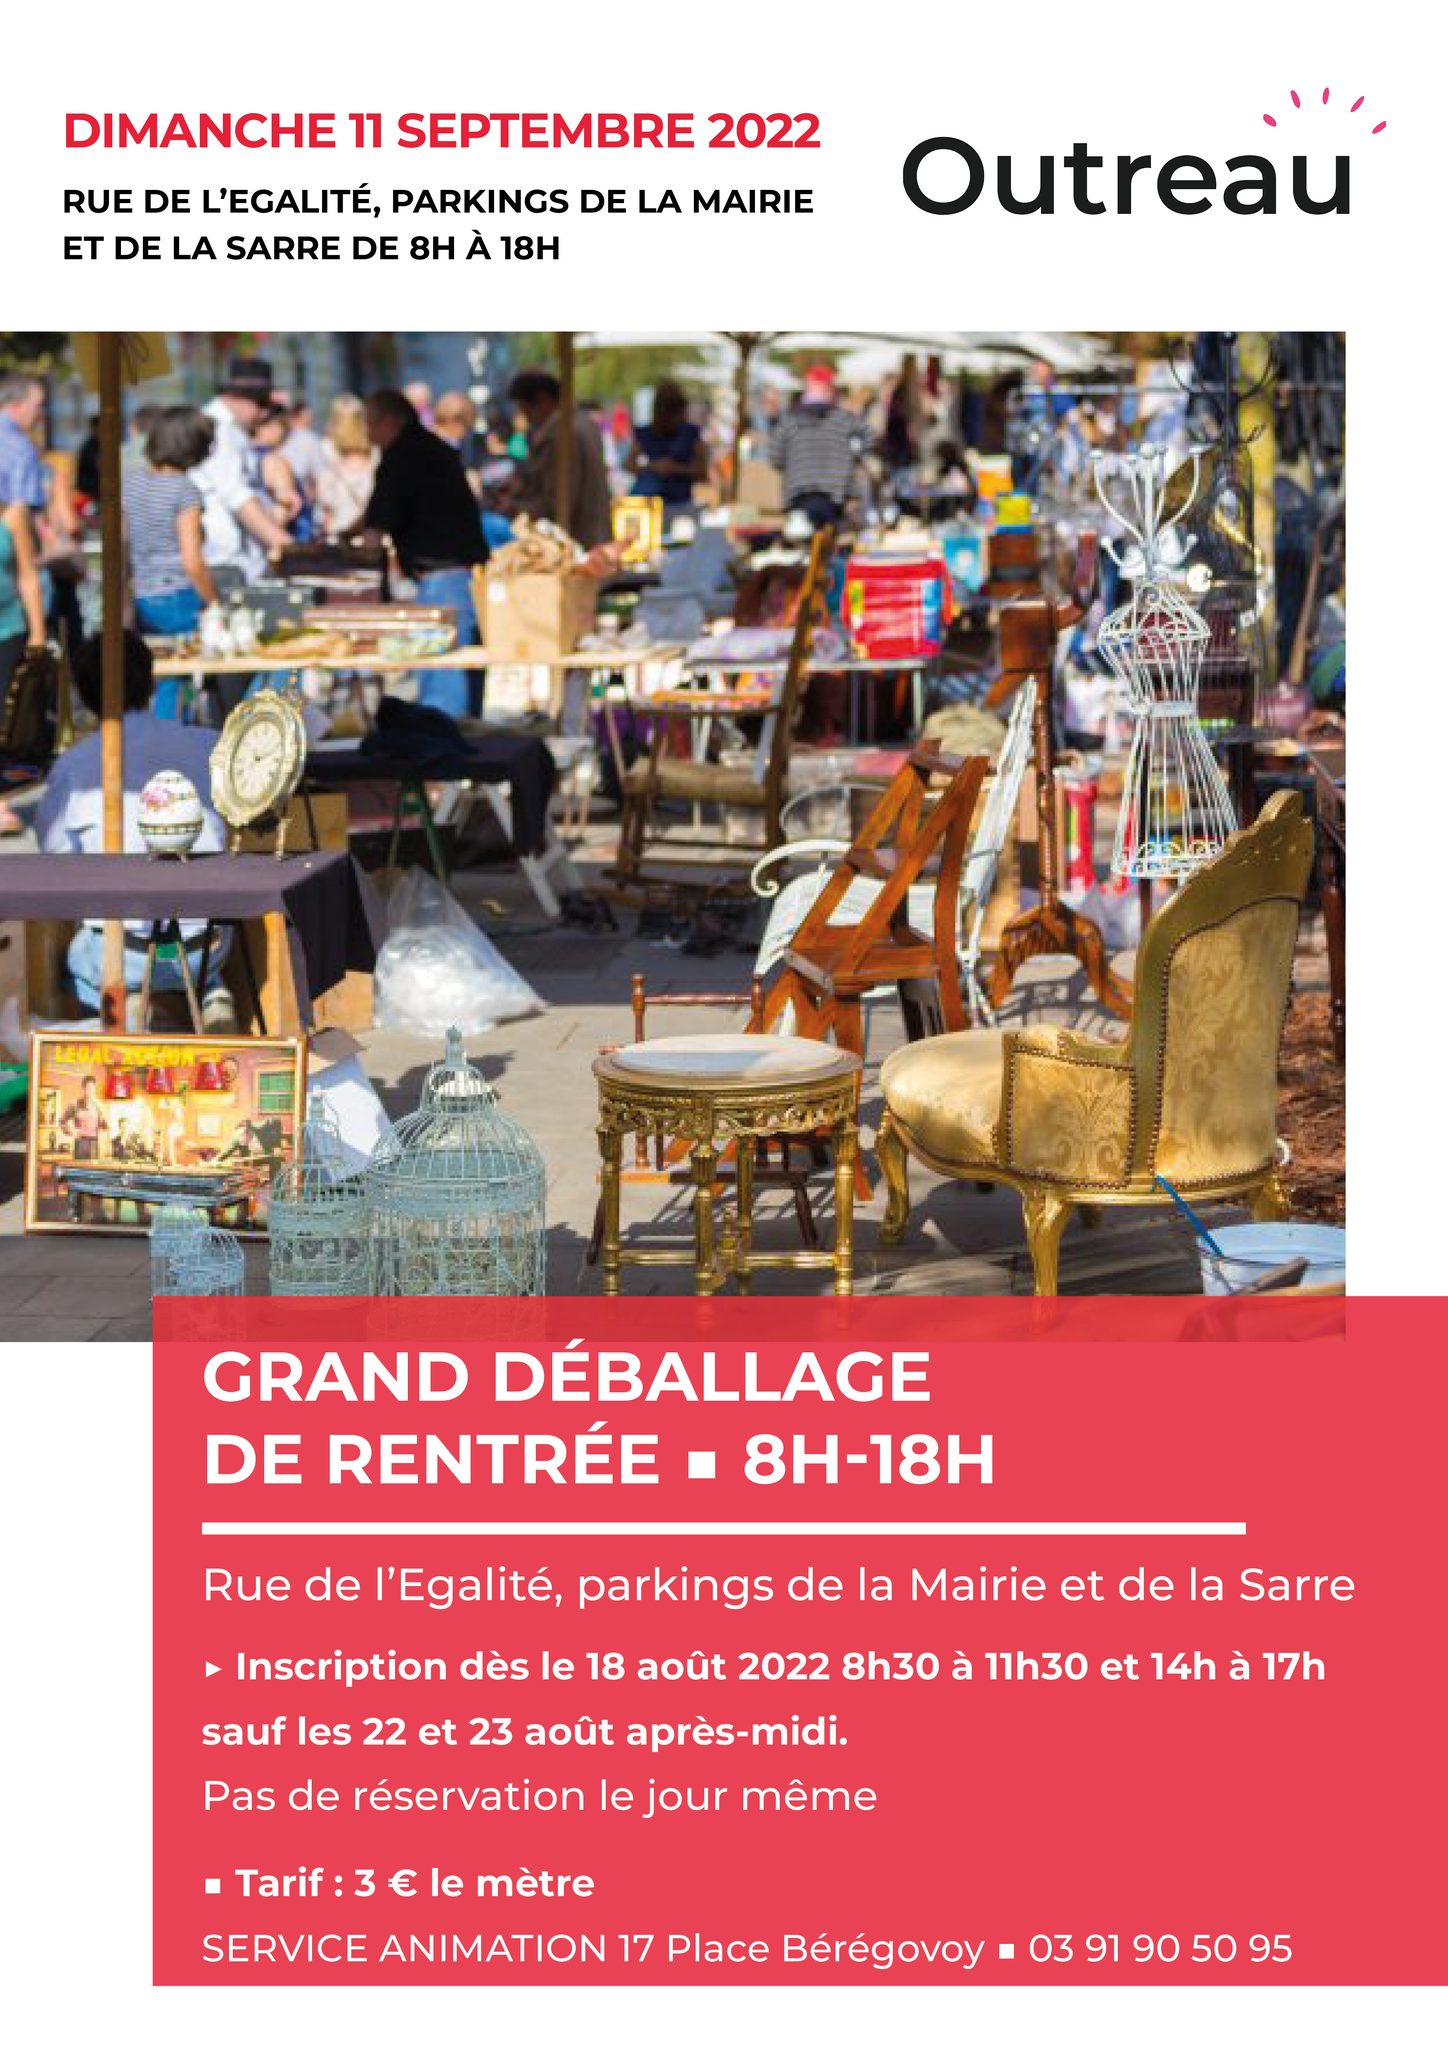 DIMANCHE 11 SEPTEMBRE 2022
RUE DE L'EGALITÉ, PARKINGS DE LA MAIRIE
ET DE LA SARRE DE 8H À 18H
Outreau
LEGAL ACTION
GRAND DÉBALLAGE
DE RENTRÉE ▪ 8H-18H
Rue de l'Egalité, parkings de la Mairie et de la Sarre
▸ Inscription dès le 18 août 2022 8h30 à 11h30 et 14h à 17h
sauf les 22 et 23 août après-midi.
Pas de réservation le jour même
▪ Tarif : 3 € le mètre
SERVICE ANIMATION 17 Place Bérégovoy ▪ 03 91 90 50 95